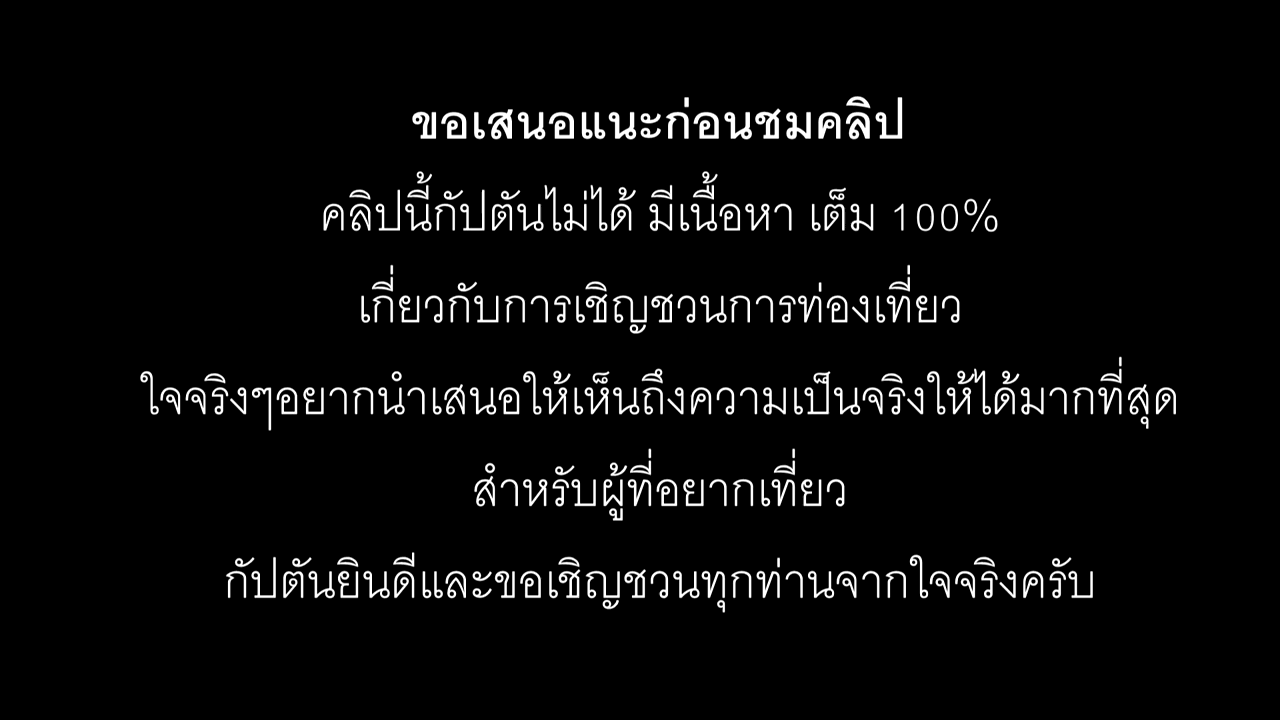 ขอเสนอแนะก่อนชมคลิป
คลิปนี้กัปตันไม่ได้ มีเนื้อหา เต็ม 100%
เกี่ยวกับการเชิญชวนการท่องเที่ยว
ใจจริงๆอยากนำเสนอให้เห็นถึงความเป็นจริงให้ได้มากที่สุด
สำหรับผู้ที่อยากเที่ยว
กัปตันยินดีและขอเชิญชวนทุกท่านจากใจจริงครับ